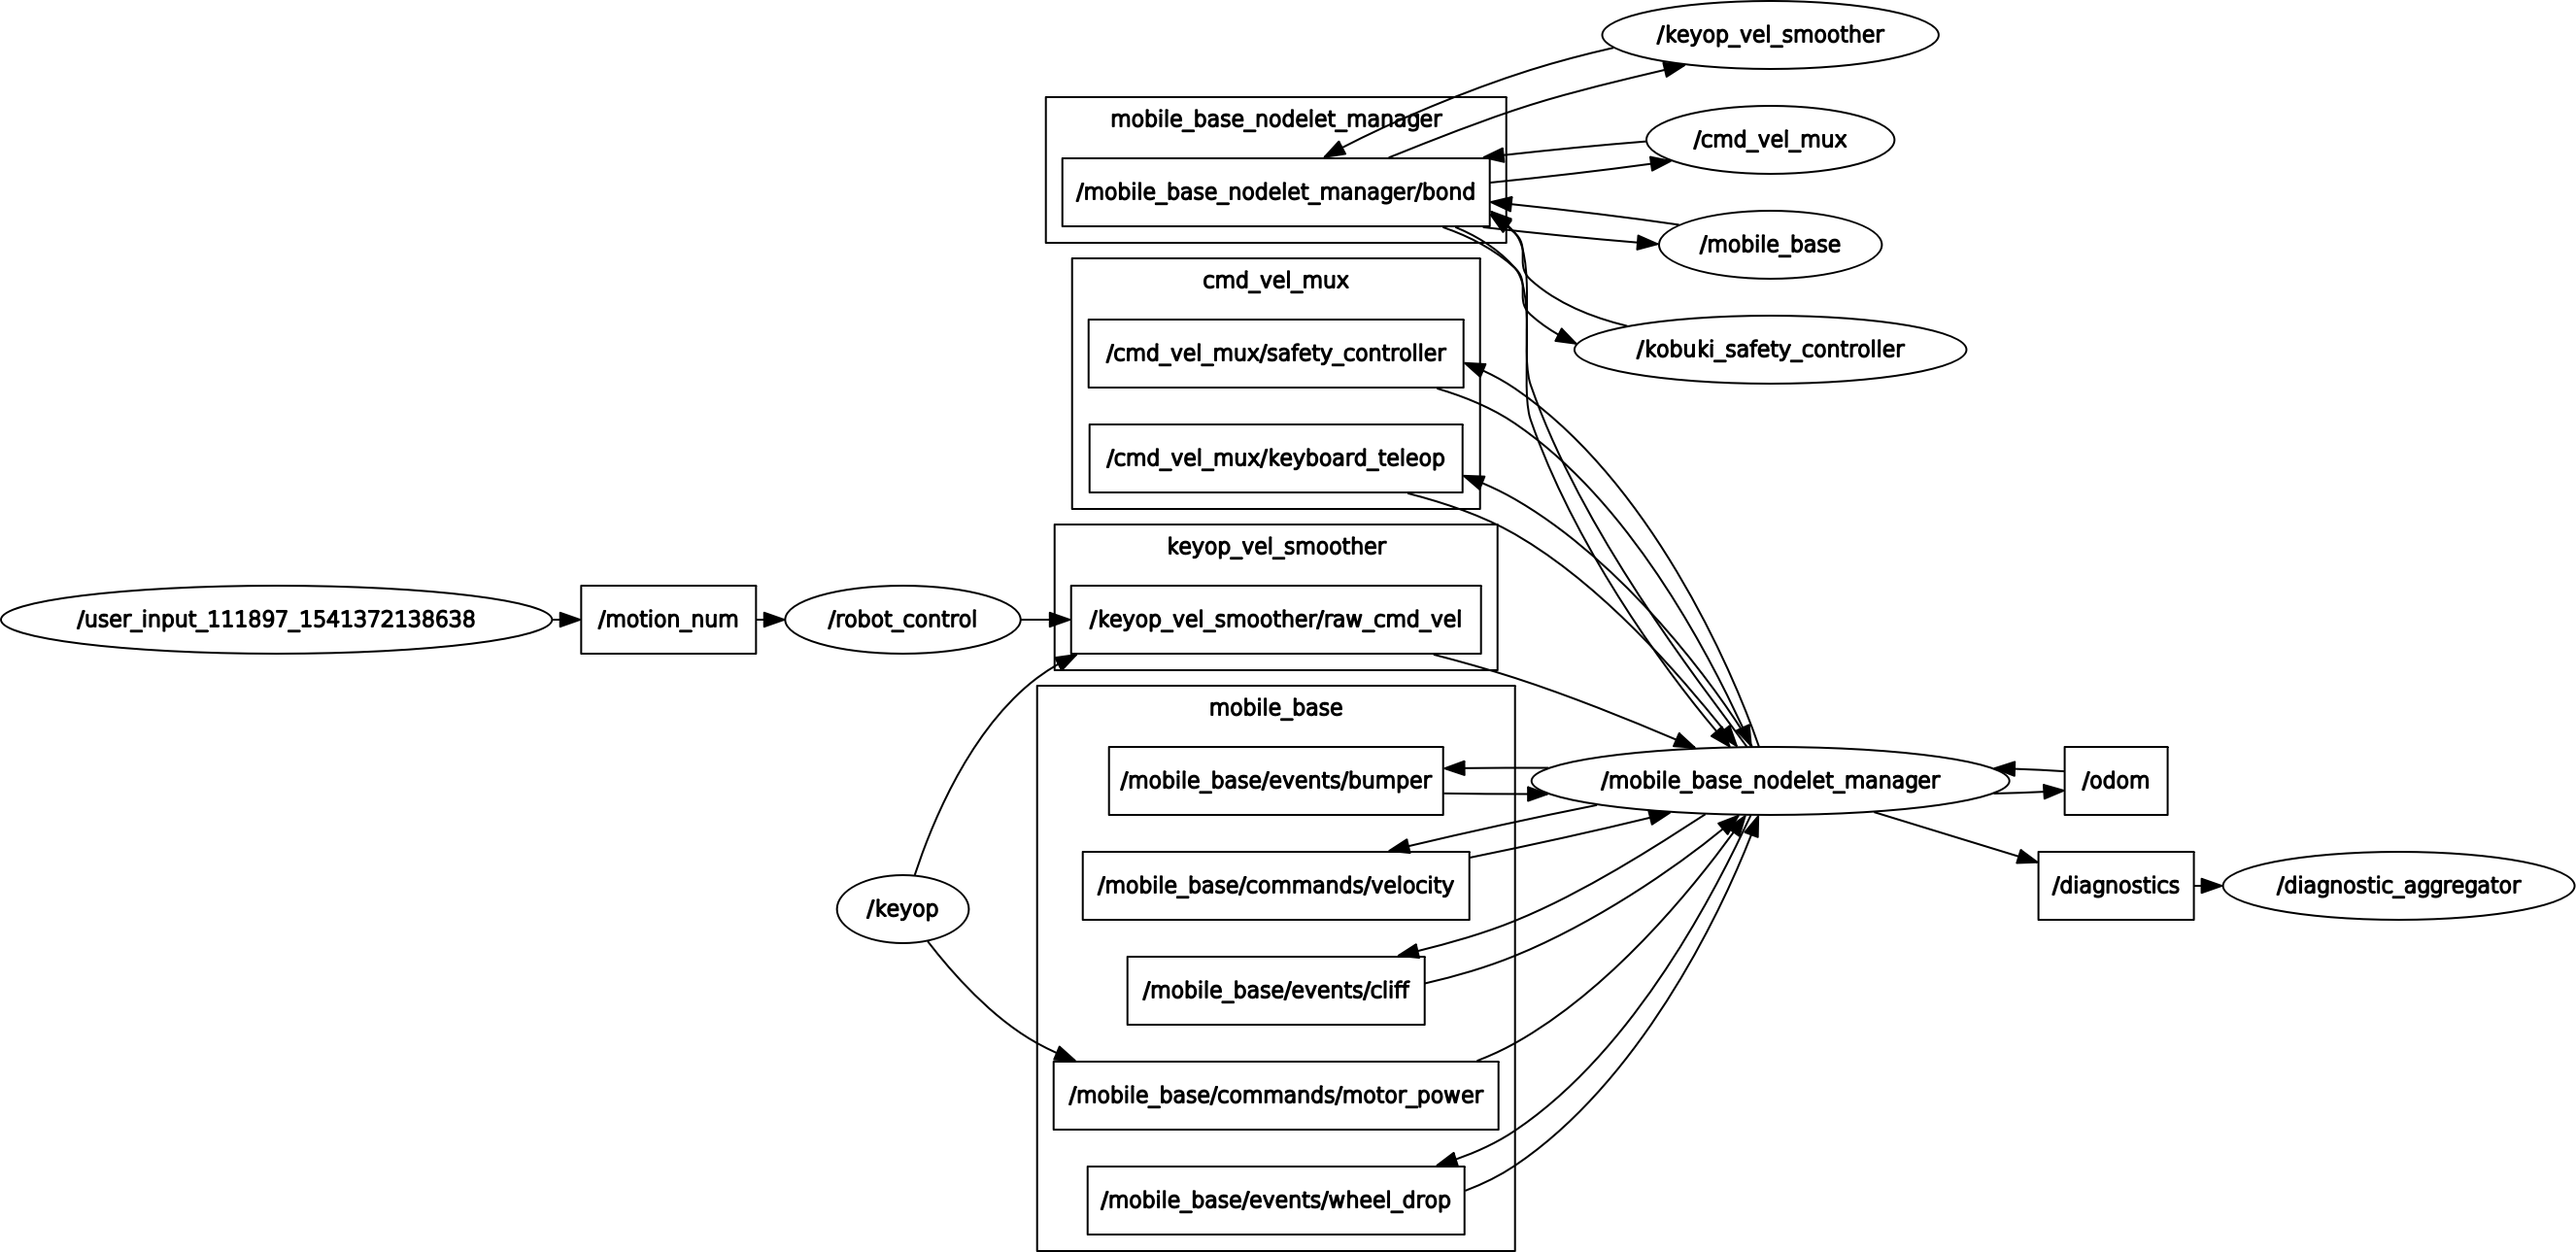 /keyop_vel_smoother
mobile_base_nodelet_manager
/cmd_vel_mux
/mobile_base_nodelet_manager/bond
/mobile_base
cmd_vel_mux
/cmd_vel_mux/safety_controller
/kobuki_safety_controller
/cmd_vel_mux/keyboard_teleop
keyop_vel_smoother
/user_input_111897_1541372138638
/motion_num
/robot_control
/keyop_vel_smoother/raw_cmd_vel
mobile_base
/mobile_base/events/bumper
/mobile_base_nodelet_manager
/odom
/mobile_base/commands/velocity
/diagnostics
/diagnostic_aggregator
/keyop
/mobile_base/events/cliff
/mobile_base/commands/motor_power
/mobile_base/events/wheel_drop